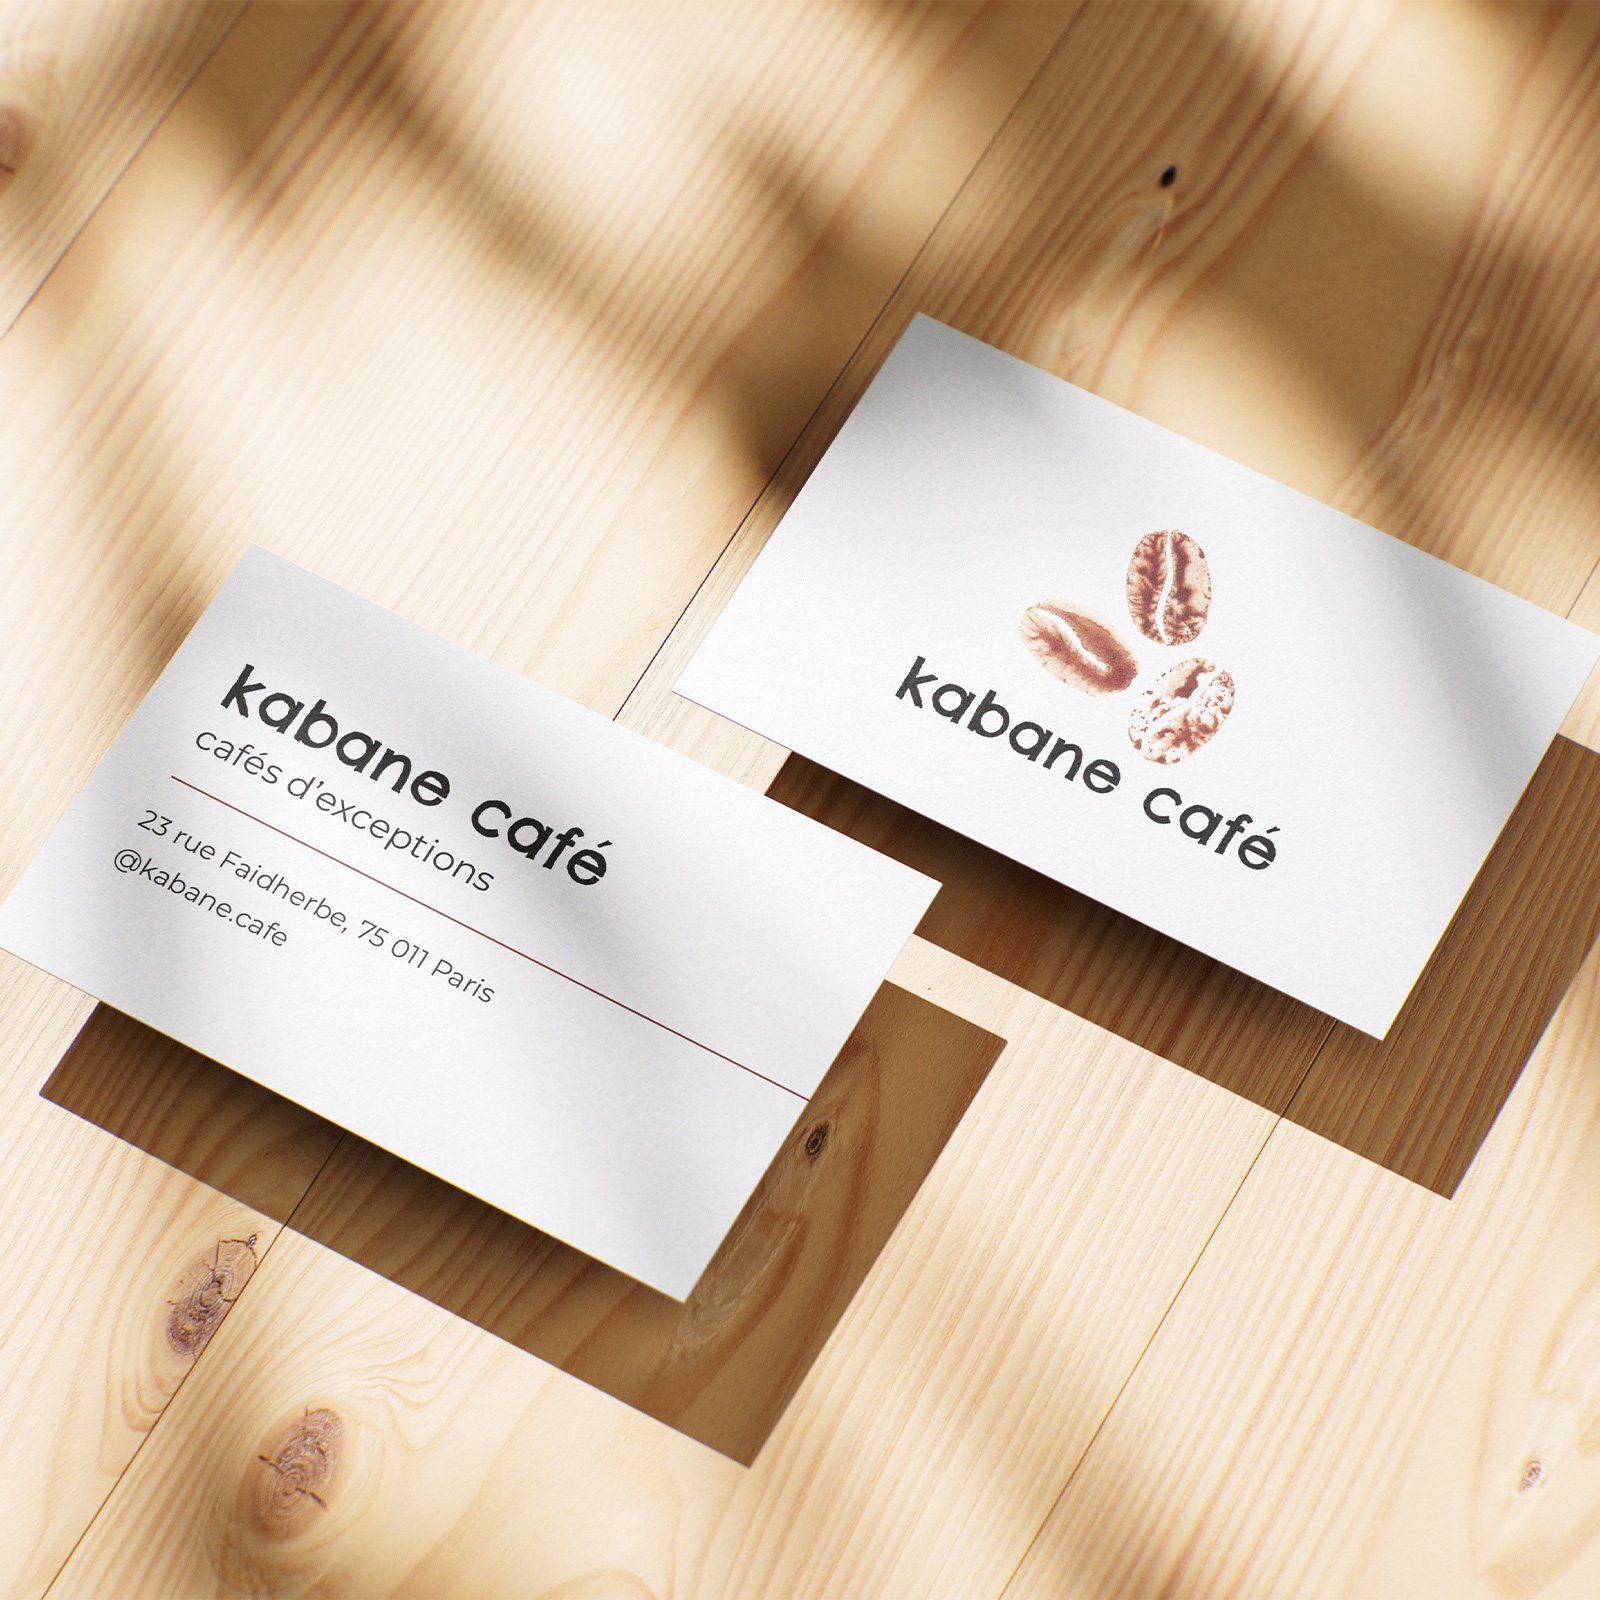 kabane café
cafés d'exceptions
23 rue Faidherbe, 75 011 Paris
@kabane.cafe
kabane café